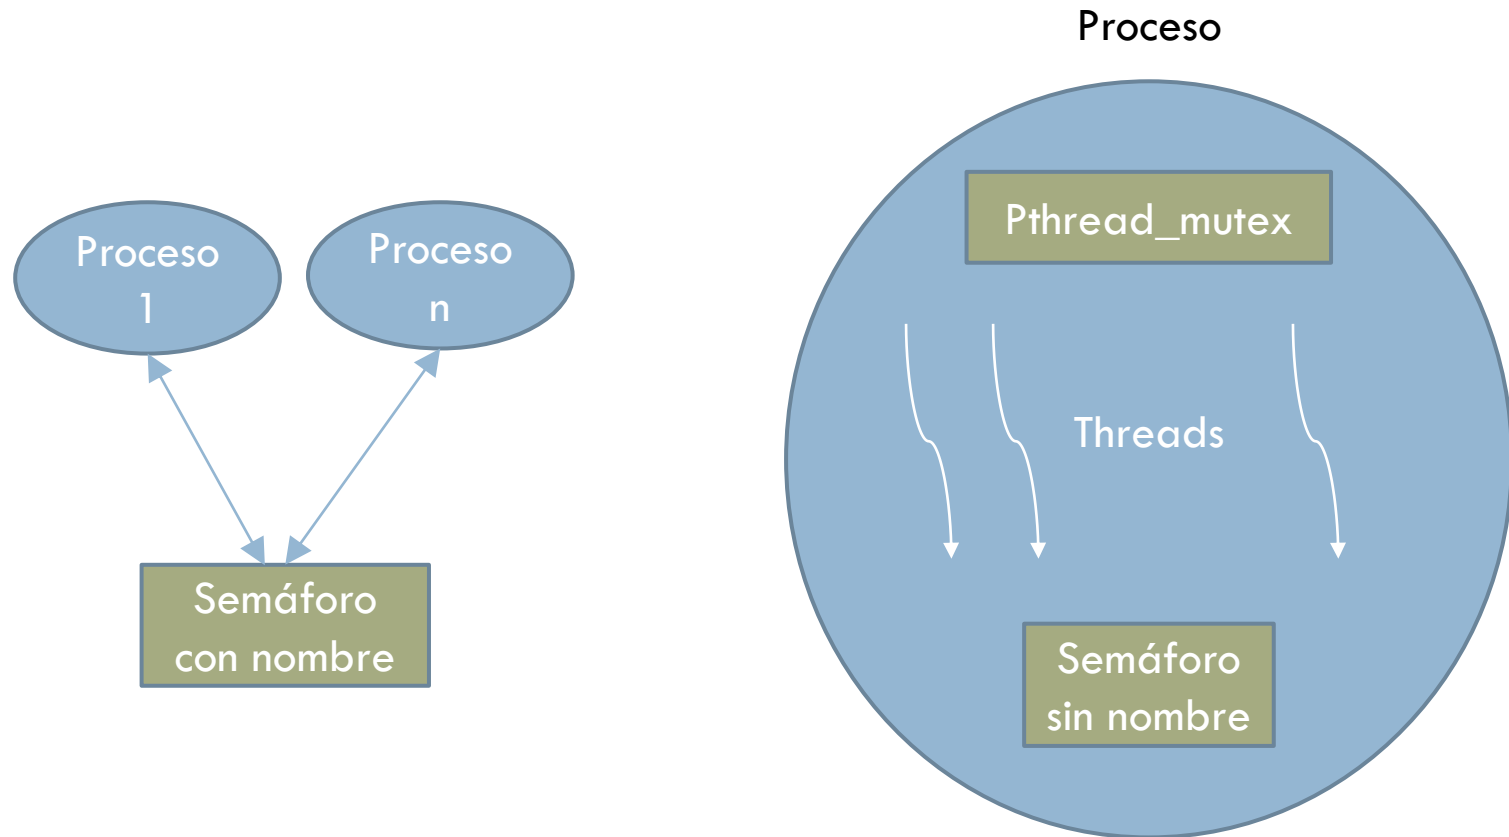 Proceso
1
Proceso
n
Semáforo
con nombre
Proceso
Pthread_mutex
Threads
Semáforo
sin nombre